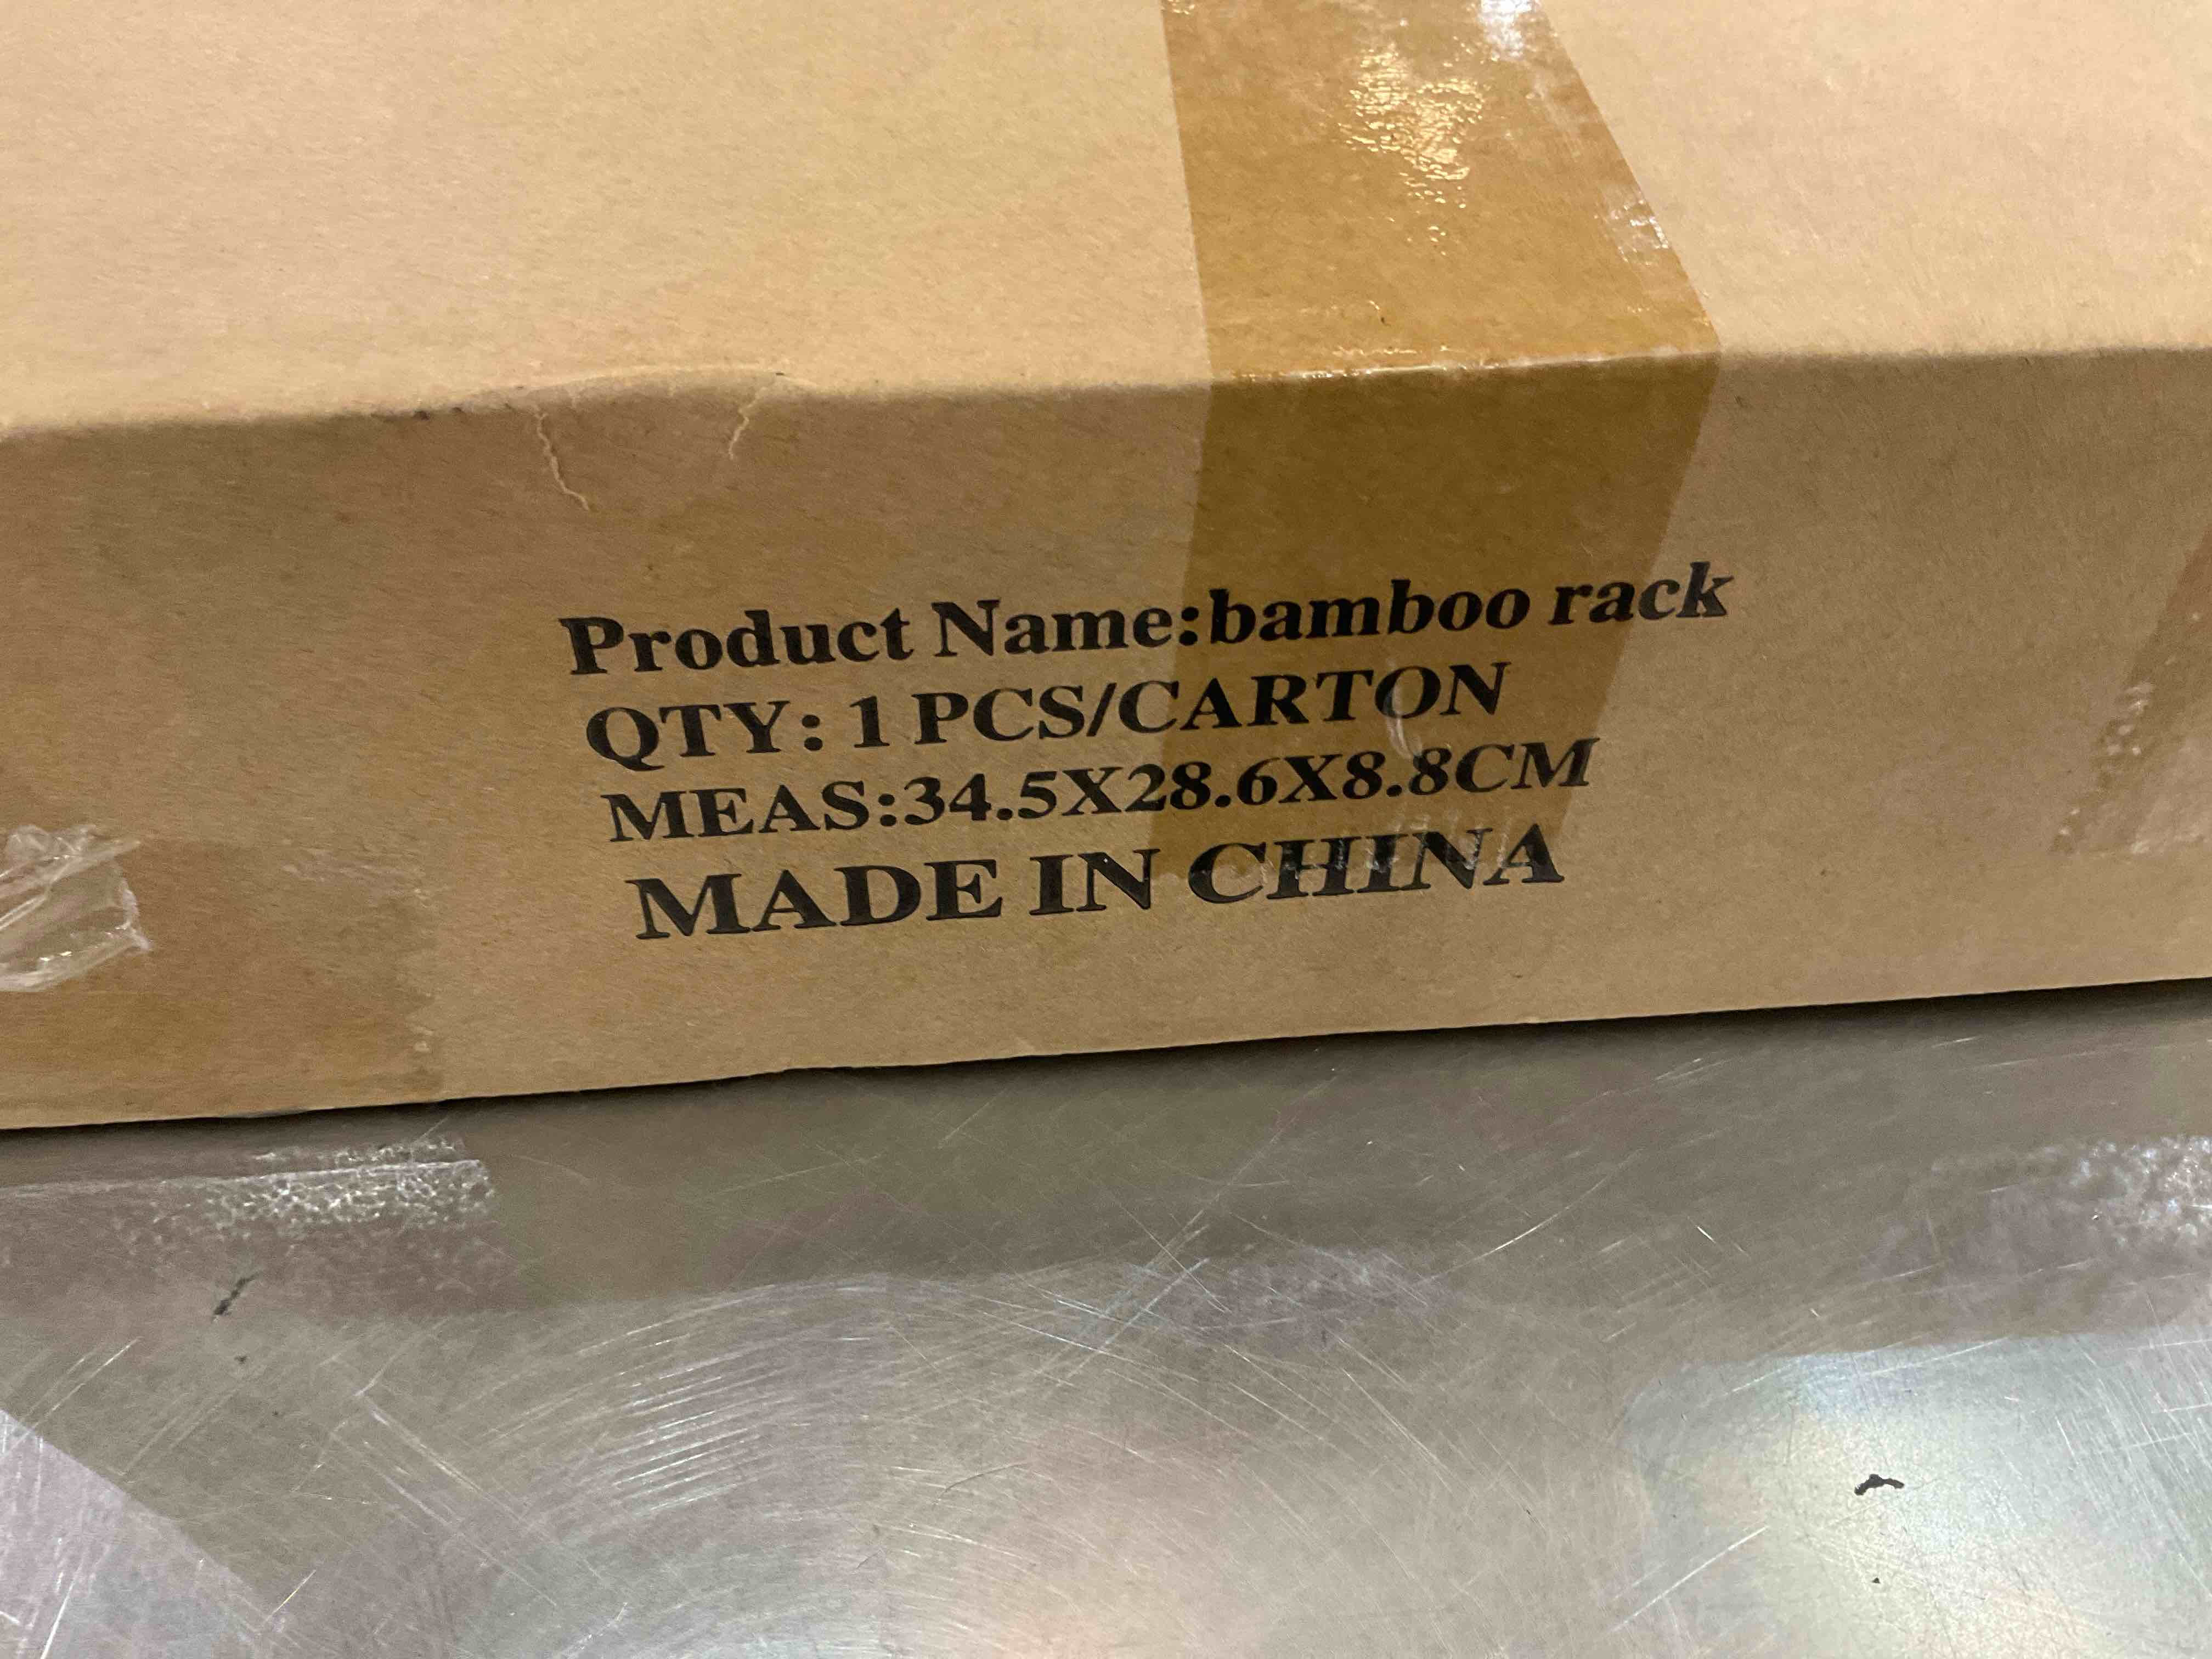 Product Name:bamboo rack
QTY: 1 PCS/CARTON
MEAS:34.5X28.6X8.8CM
MADE IN CHINA